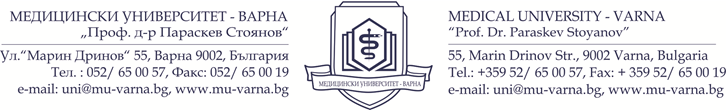 МЕДИЦИНСКИ УНИВЕРСИТЕТ - ВАРНА
„Проф. д-р Параскев Стоянов“
Ул.“Марин Дринов“ 55, Варна 9002, България
Тел. : 052/ 65 00 57, Факс: 052/ 65 00 19
e-mail: uni@mu-varna.bg, www.mu-varna.bg
МЕДИЦИНСКИ УНИВЕРСИТЕТ - ВАРНА
MEDICAL UNIVERSITY - VARNA
“Prof. Dr. Paraskev Stoyanov”
55, Marin Drinov Str., 9002 Varna, Bulgaria
Tel.: +359 52/ 65 00 57, Fax: + 359 52/ 65 00 19
e-mail: uni@mu-varna.bg, www.mu-varna.bg